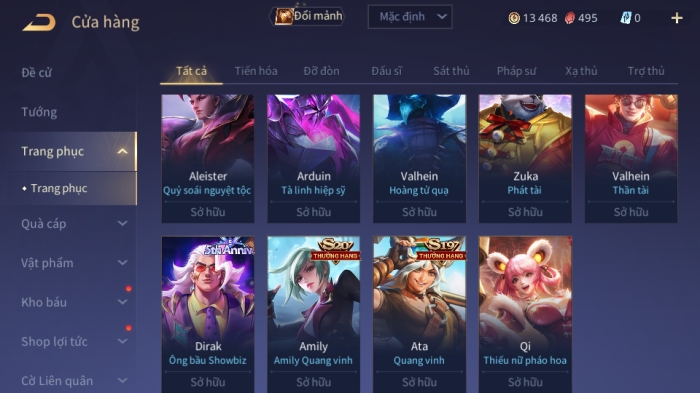 Cửa hàng
Đổi mảnh
Mặc định
13 468
495
0
Đề cử
Tướng
Trang phục
Trang phục
Quà cáp
Vật phẩm
Kho báu
Shop lợi tức
Cờ Liên quân
Tất cả Tiến hóa Đỡ đòn Đấu sĩ Sát thủ Pháp sư Xạ thủ Trợ thủ
Aleister Arduin Valhein Zuka Valhein
Quỷ soái nguyệt tộc Tà linh hiệp sỹ Hoàng tử quạ Phát tài Thần tài
Sở hữu Sở hữu Sở hữu Sở hữu Sở hữu
5th Anniv S20 S19
THƯỞNG HẠNG THƯỞNG HẠNG
Dirak Amily Ata Qi
Ông bầu Showbiz Amily Quang vinh Quang vinh Thiếu nữ pháo hoa
Sở hữu Sở hữu Sở hữu Sở hữu